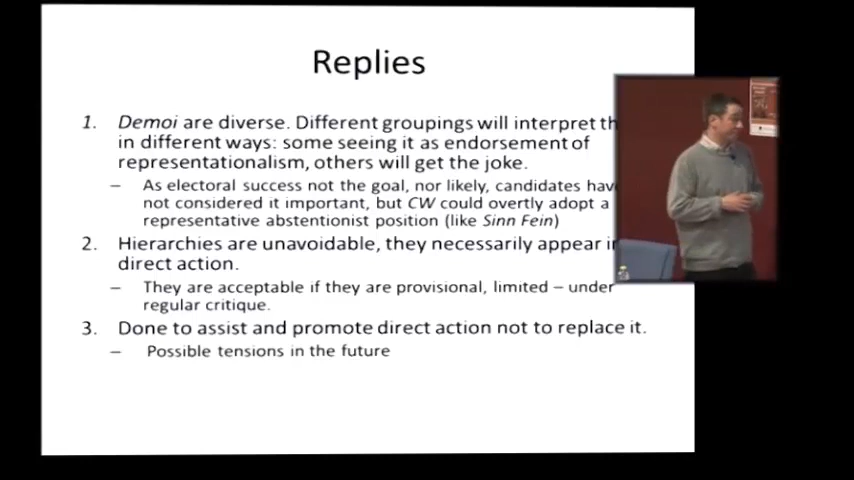 Replies
1. Demoi are diverse. Different groupings will interpret th
in different ways: some seeing it as endorsement of
representationalism, others will get the joke.
– As electoral success not the goal, nor likely, candidates hav
not considered it important, but CW could overtly adopt a
representative abstentionist position (like Sinn Fein)
2. Hierarchies are unavoidable, they necessarily appear i
direct action.
– They are acceptable if they are provisional, limited – under
regular critique.
3. Done to assist and promote direct action not to replace it.
– Possible tensions in the future